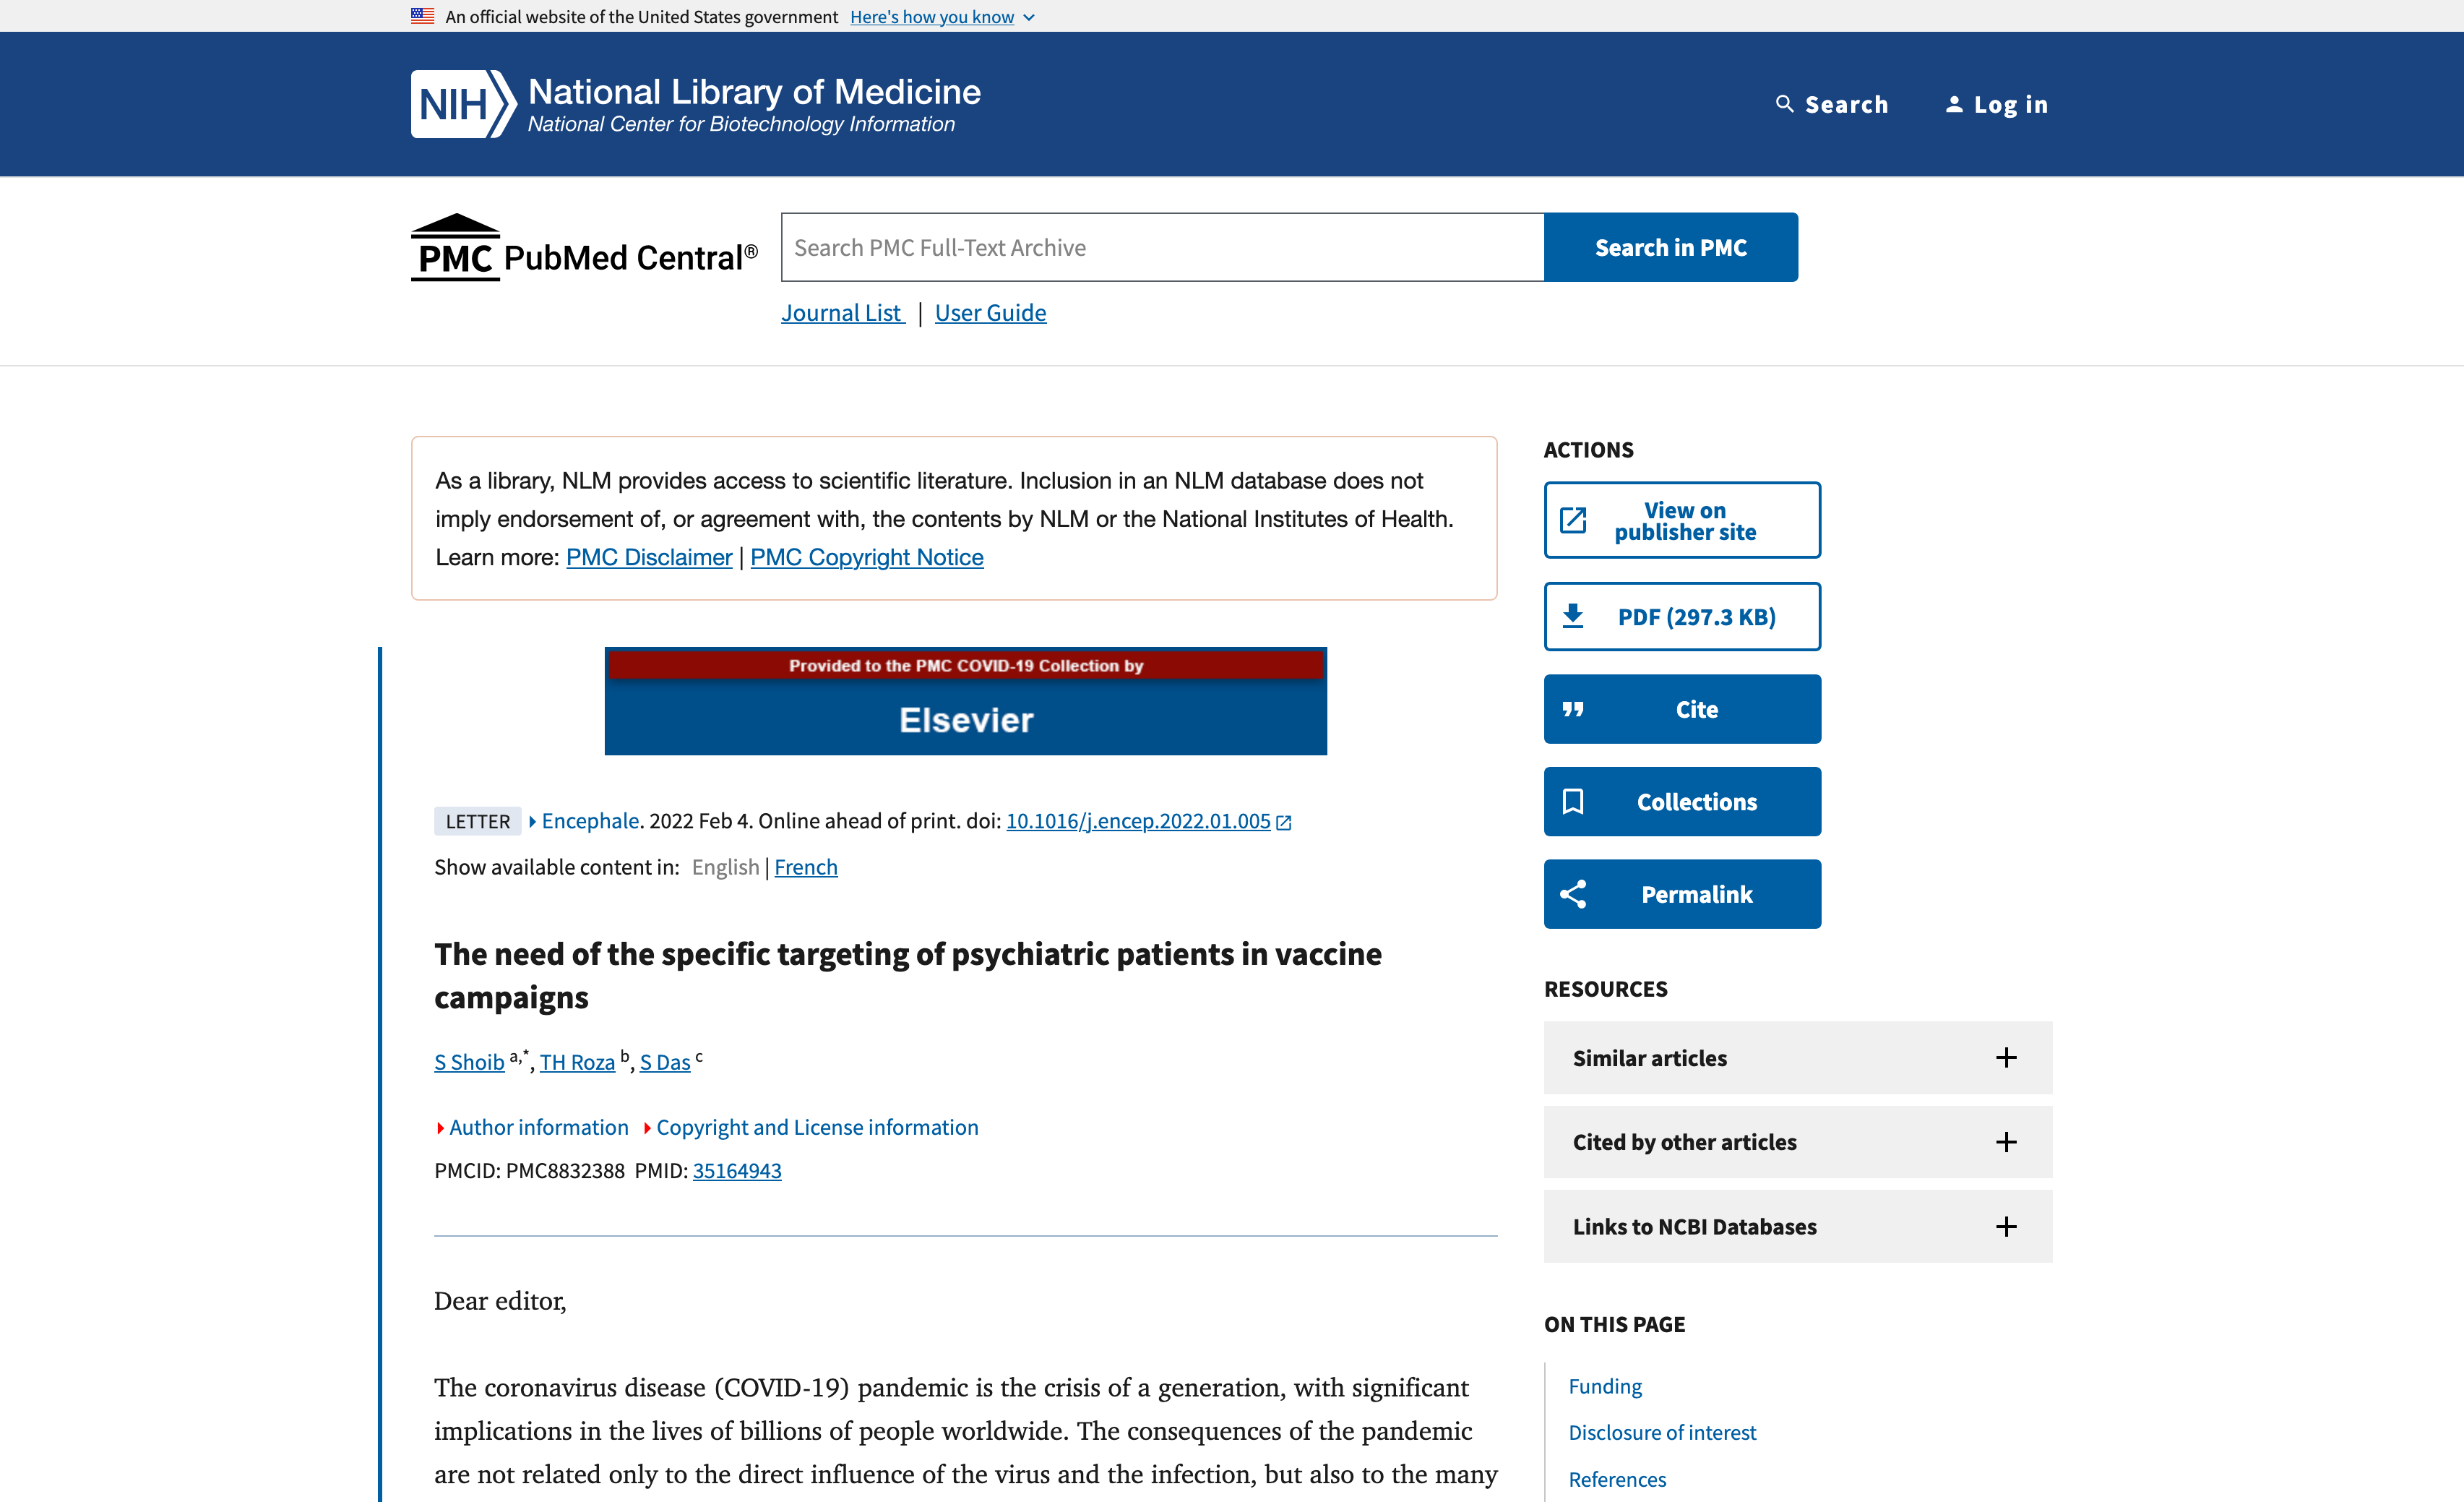 An official website of the United States government Here's how you know
NIH National Library of Medicine
National Center for Biotechnology Information
Search Log in
PMC PubMed Central®
Search PMC Full-Text Archive
Search in PMC
Journal List | User Guide
As a library, NLM provides access to scientific literature. Inclusion in an NLM database does not
imply endorsement of, or agreement with, the contents by NLM or the National Institutes of Health.
Learn more: PMC Disclaimer | PMC Copyright Notice
Provided to the PMC COVID-19 Collection by
Elsevier
LETTER Encephale. 2022 Feb 4. Online ahead of print. doi: 10.1016/j.encep.2022.01.005
Show available content in: English | French
The need of the specific targeting of psychiatric patients in vaccine
campaigns
S Shoib a,*, TH Roza b, S Das c
Author information Copyright and License information
PMCID: PMC8832388 PMID: 35164943
Dear editor,
The coronavirus disease (COVID-19) pandemic is the crisis of a generation, with significant
implications in the lives of billions of people worldwide. The consequences of the pandemic
are not related only to the direct influence of the virus and the infection, but also to the many
ACTIONS
View on
publisher site
PDF (297.3 KB)
Cite
Collections
Permalink
RESOURCES
Similar articles
Cited by other articles
Links to NCBI Databases
ON THIS PAGE
Funding
Disclosure of interest
References